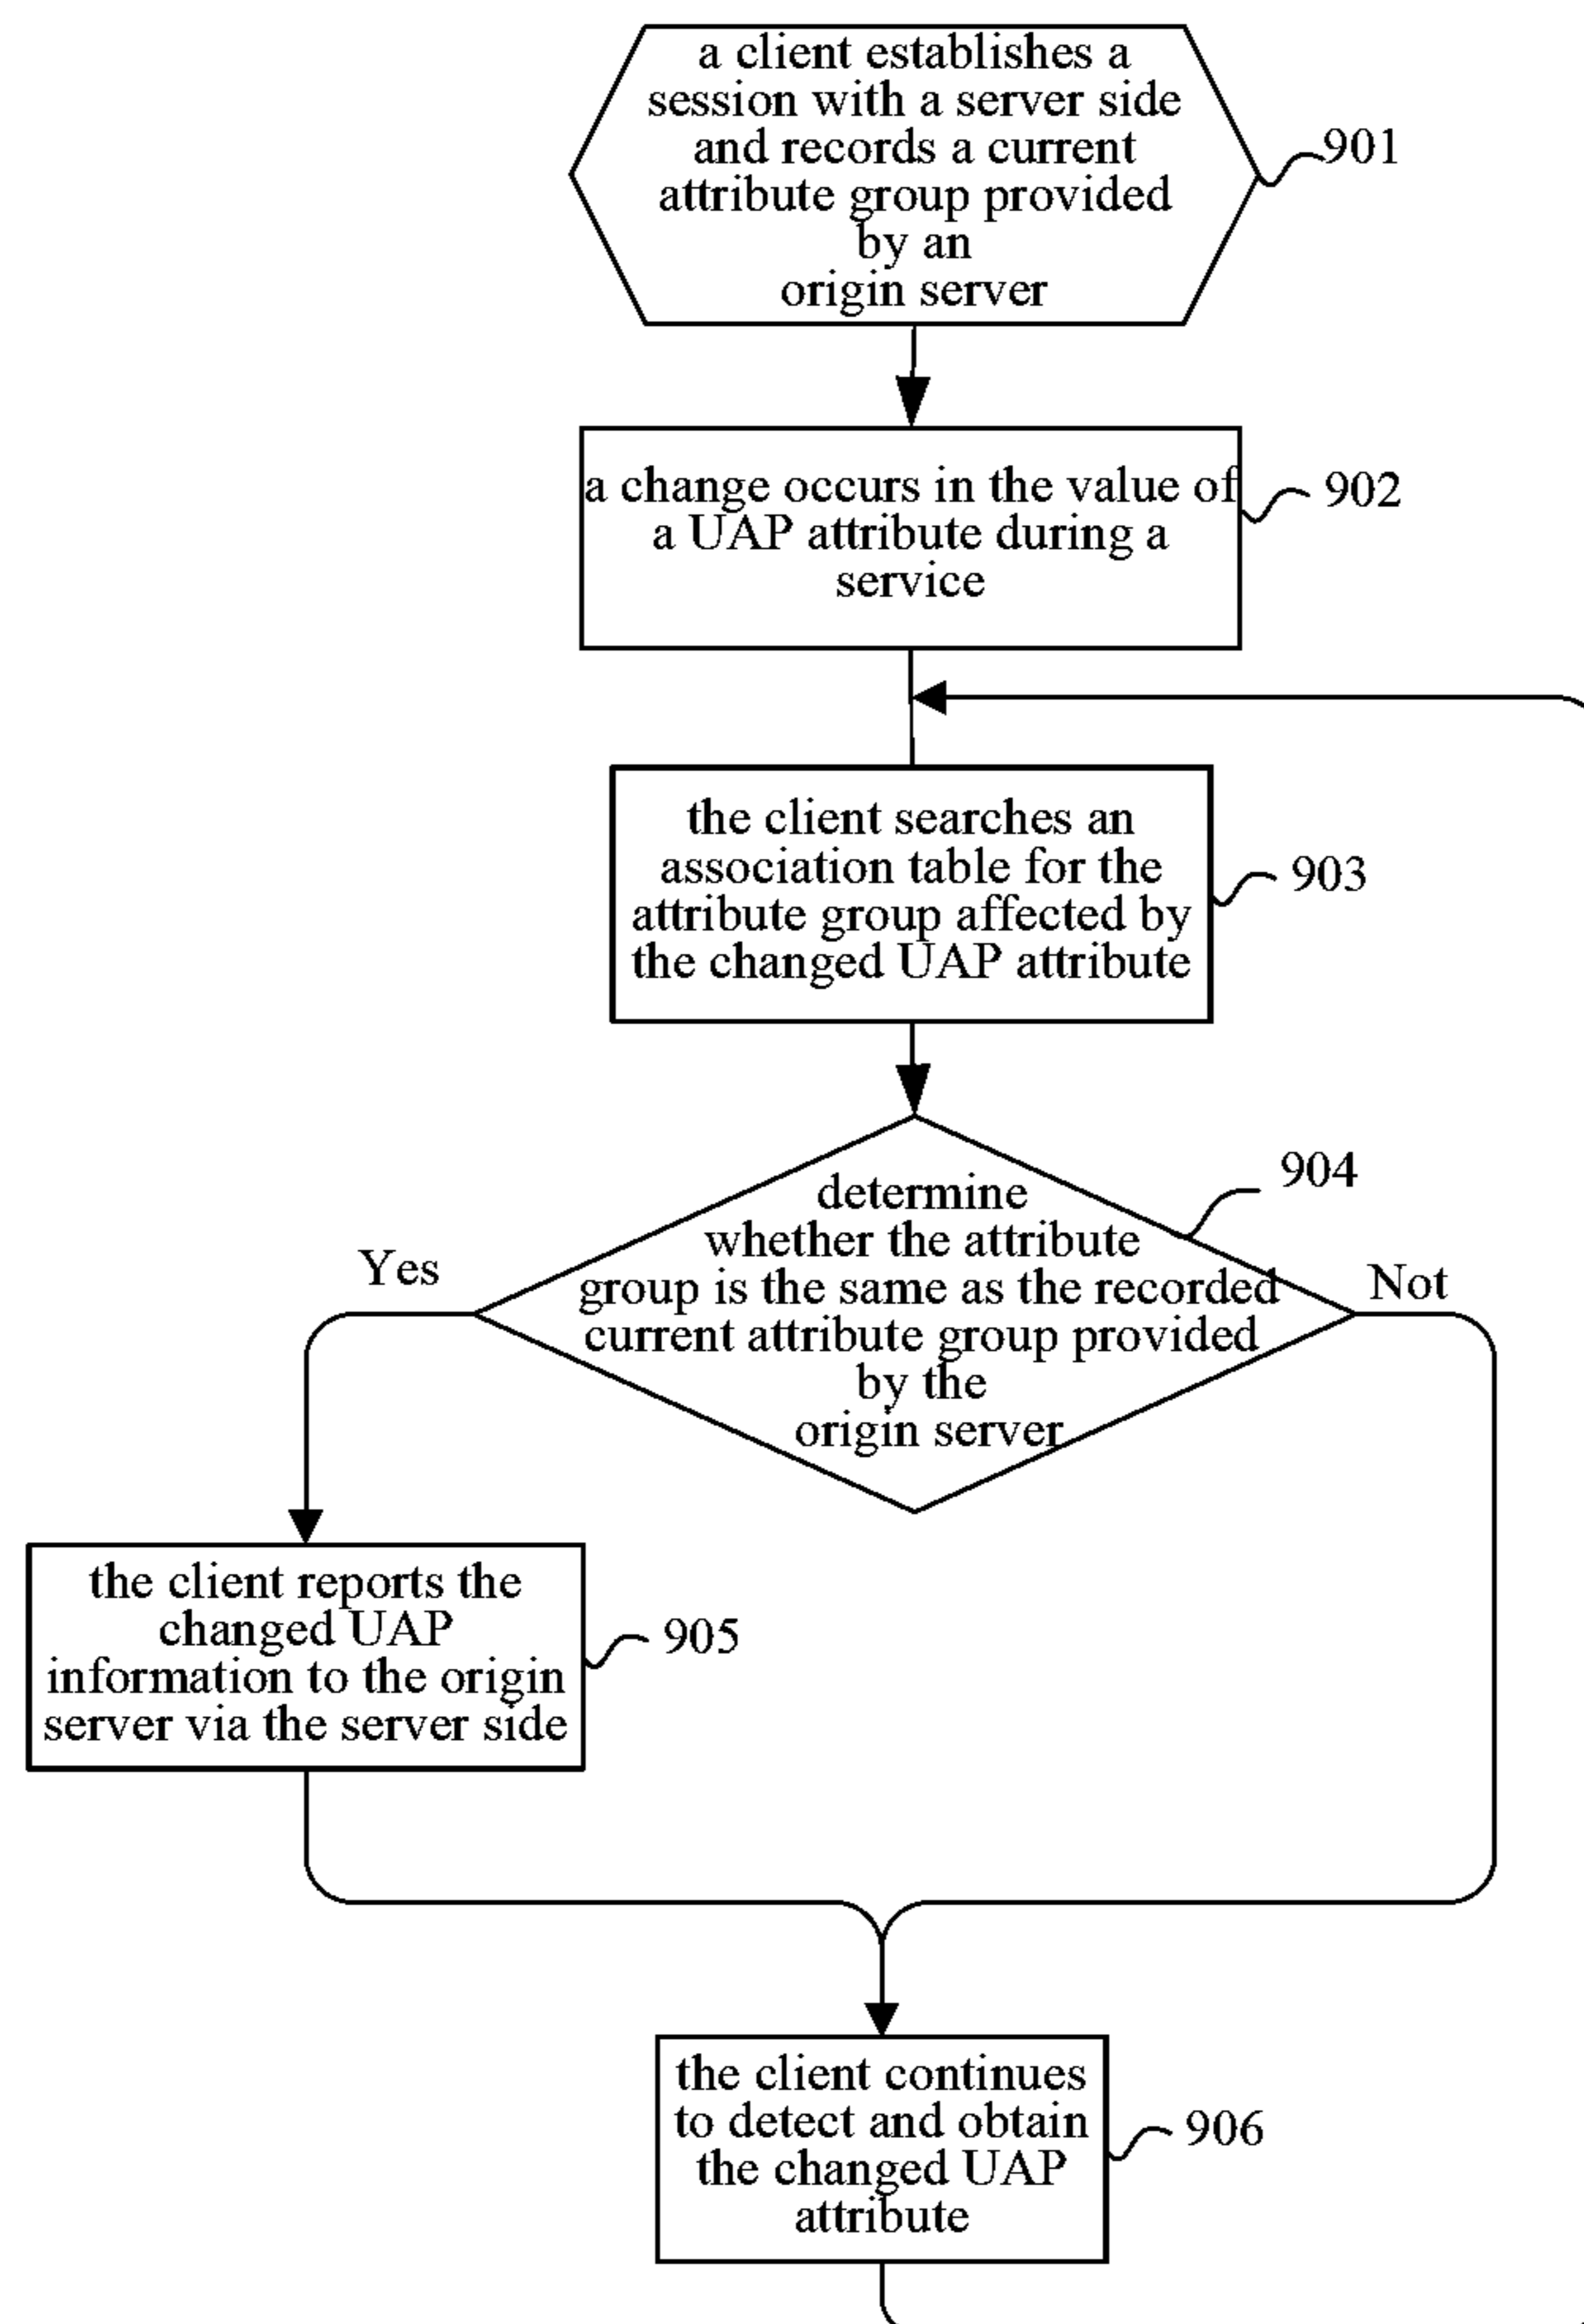 a client establishes a
session with a server side
and records a current
attribute group provided
by an
origin server
901
a change occurs in the value of
a UAP attribute during a
service
902
the client searches an
association table for the
attribute group affected by
the changed UAP attribute
903
determine
whether the attribute
group is the same as the recorded
current attribute group provided
by the
origin server
904
Yes
Not
the client reports the
changed UAP
information to the origin
server via the server side
905
the client continues
to detect and obtain
the changed UAP
attribute
906